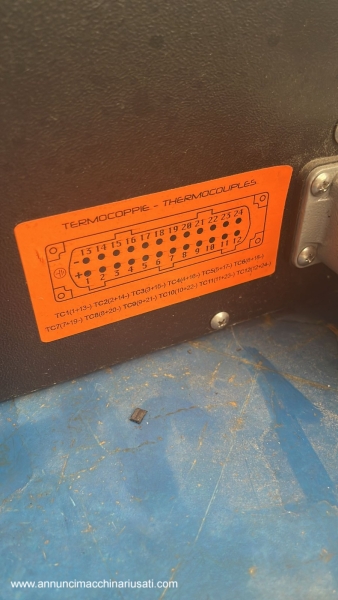 TERMOCOPPIE - THERMOCOUPLES
- 13 14 15 16 17 18 19 20 21 22 23 24
+ 1 2 3 4 5 6 7 8 9 10 11 12
TC1(1+13-) TC2(2+14-) TC3(3+15-) TC4(4+16-) TC5(5+17-) TC6(6+18-)
TC7(7+19-) TC8(8+20-) TC9(9+21-) TC10(10+22-) TC11(11+23-) TC12(12+24-)
www.annuncimacchinariusati.com